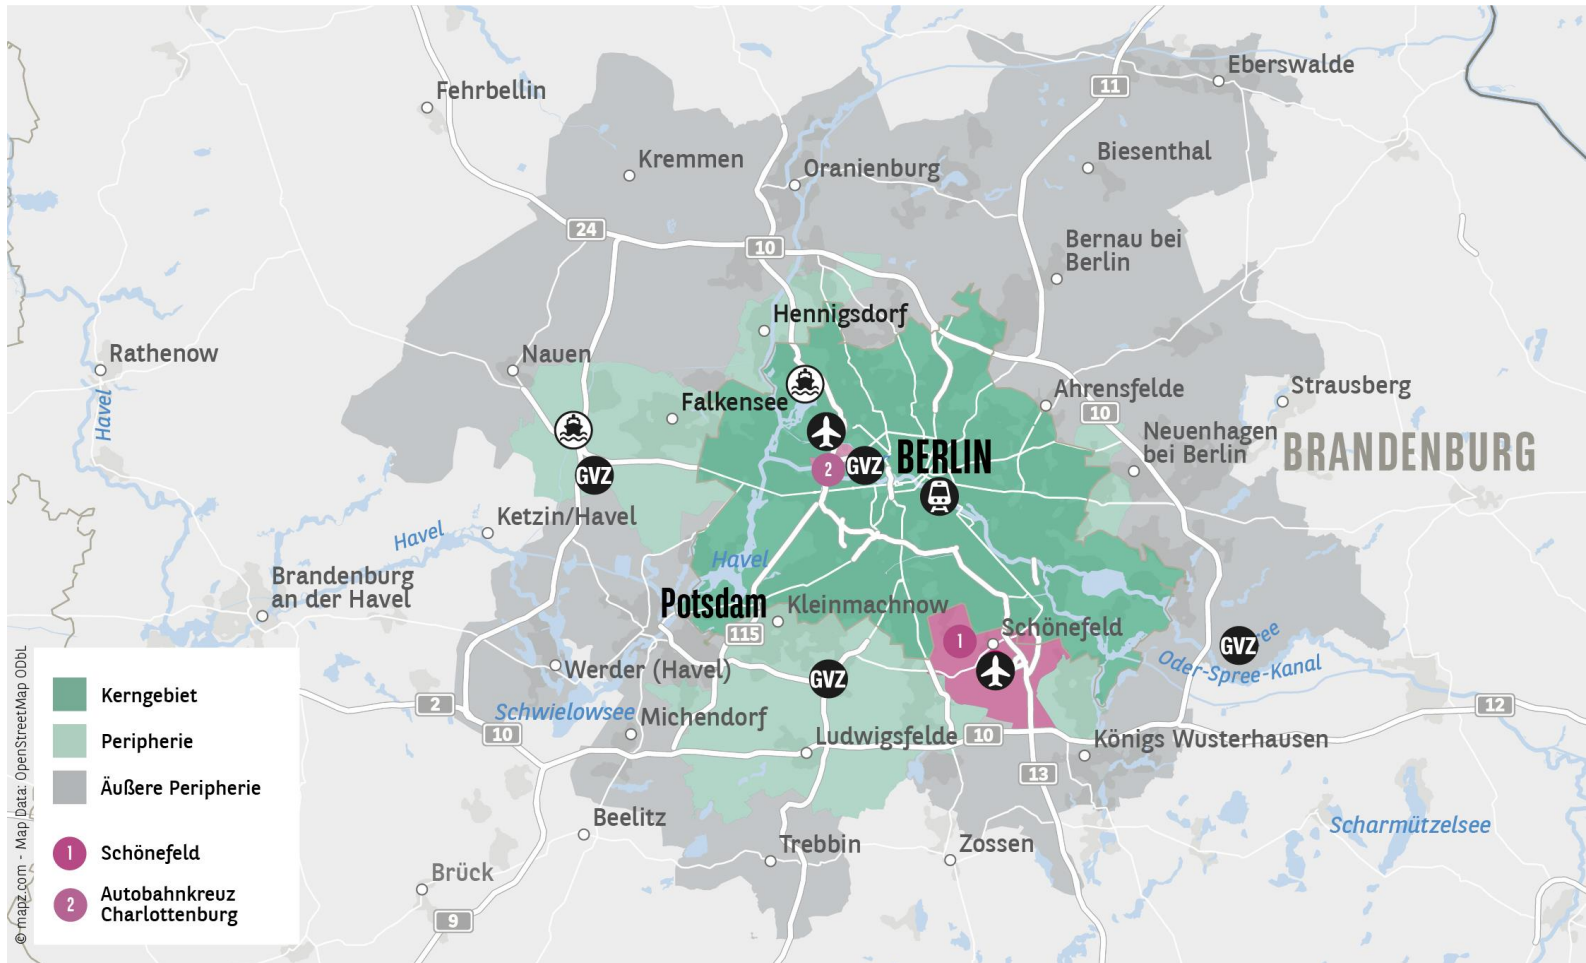 Fehrbellin
Eberswalde
11
Kremmen
Oranienburg
Biesenthal
24
10
Bernau bei
Berlin
Hennigsdorf
Rathenow
Nauen
Havel
Falkensee
Ahrensfelde
10
Strausberg
Neuenhagen
bei Berlin
BRANDENBURG
2
GVZ
BERLIN
GVZ
Ketzin/Havel
Havel
Havel
Brandenburg
an der Havel
Potsdam
Kleinmachnow
115
1
Schönefeld
GVZ
Oder-Spree-Kanal
Werder (Havel)
GVZ
2
Schwielowsee
Michendorf
10
Ludwigsfelde
10
12
Königs Wusterhausen
13
Beelitz
Trebbin
Zossen
Scharmützelsee
Brück
9
Kerngebiet
Peripherie
Äußere Peripherie
1
Schönefeld
2
Autobahnkreuz
Charlottenburg
© mapz.com - Map Data: OpenStreetMap ODbL